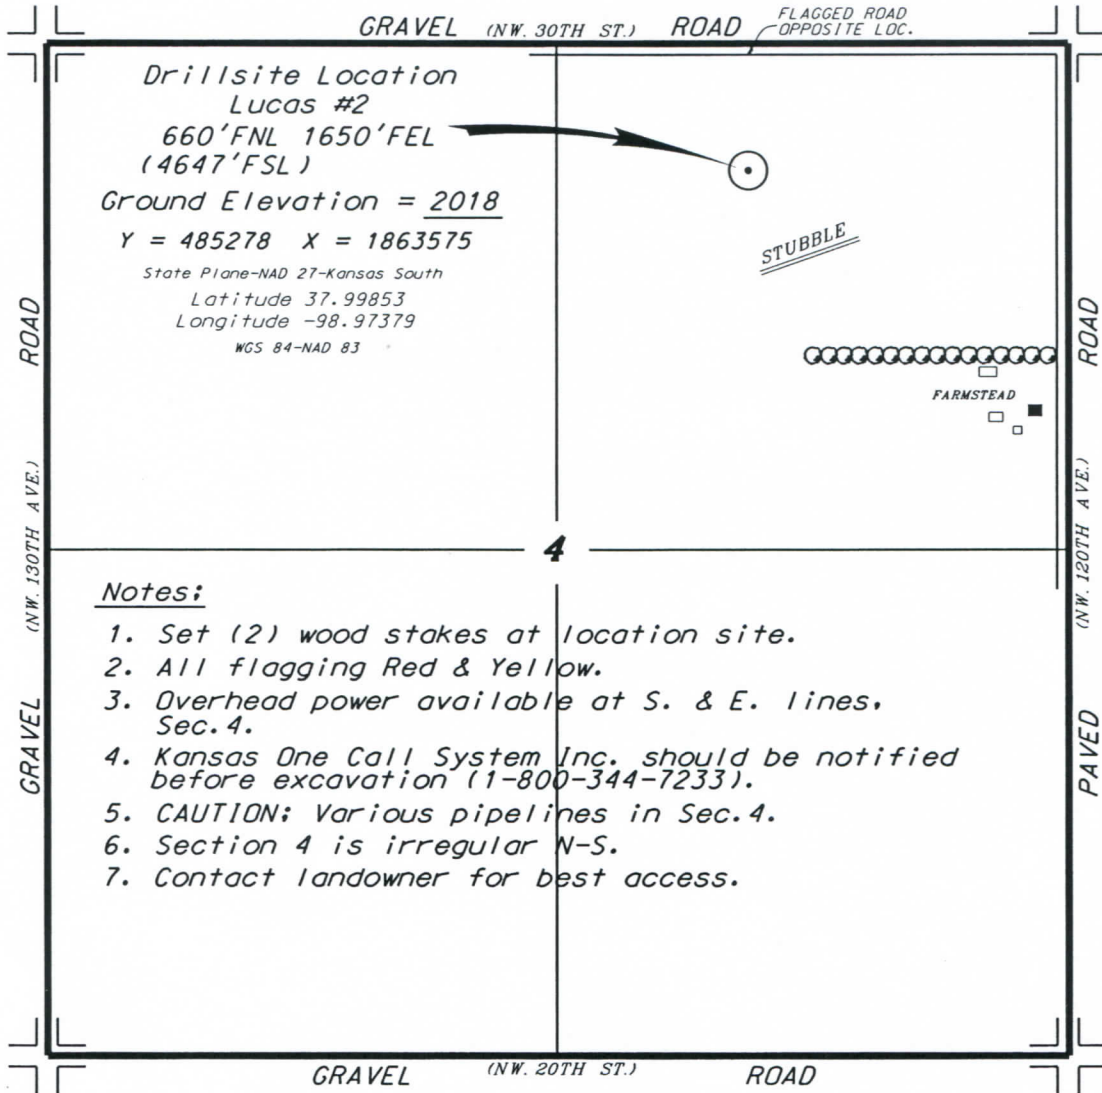 GRAVEL (NW. 30TH ST.) ROAD
FLAGGED ROAD
OPPOSITE LOC.
Drillsite Location
Lucas #2
660'FNL 1650'FEL
(4647'FSL)
Ground Elevation = 2018
Y = 485278 X = 1863575
State Plane-NAD 27-Kansas South
Latitude 37.99853
Longitude -98.97379
WGS 84-NAD 83
STUBBLE
FARMSTEAD
GRAVEL (NW. 130TH AVE.) ROAD
PAVED (NW. 120TH AVE.) ROAD
4
Notes:
1. Set (2) wood stakes at location site.
2. All flagging Red & Yellow.
3. Overhead power available at S. & E. lines,
Sec.4.
4. Kansas One Call System Inc. should be notified
before excavation (1-800-344-7233).
5. CAUTION: Various pipelines in Sec.4.
6. Section 4 is irregular N-S.
7. Contact landowner for best access.
GRAVEL (NW. 20TH ST.) ROAD